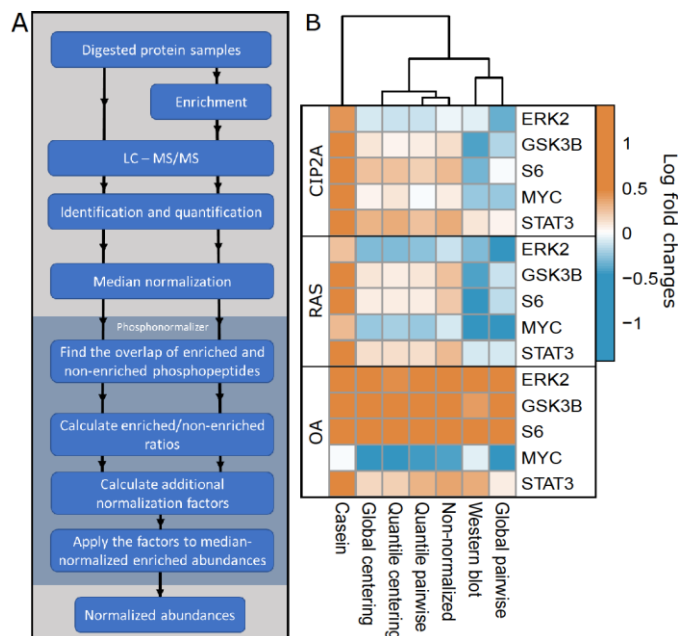 A
Digested protein samples
Enrichment
LC – MS/MS
Identification and quantification
Median normalization
Phosphonormalizer
Find the overlap of enriched and
non-enriched phosphopeptides
Calculate enriched/non-enriched
ratios
Calculate additional
normalization factors
Apply the factors to median-
normalized enriched abundances
Normalized abundances
B
CIP2A
ERK2
GSK3B
S6
MYC
STAT3
RAS
ERK2
GSK3B
S6
MYC
STAT3
OA
ERK2
GSK3B
S6
MYC
STAT3
Casein
Global centering
Quantile centering
Quantile pairwise
Non-normalized
Western blot
Global painwise
1
0.5
0
−0.5
−1
Log fold changes